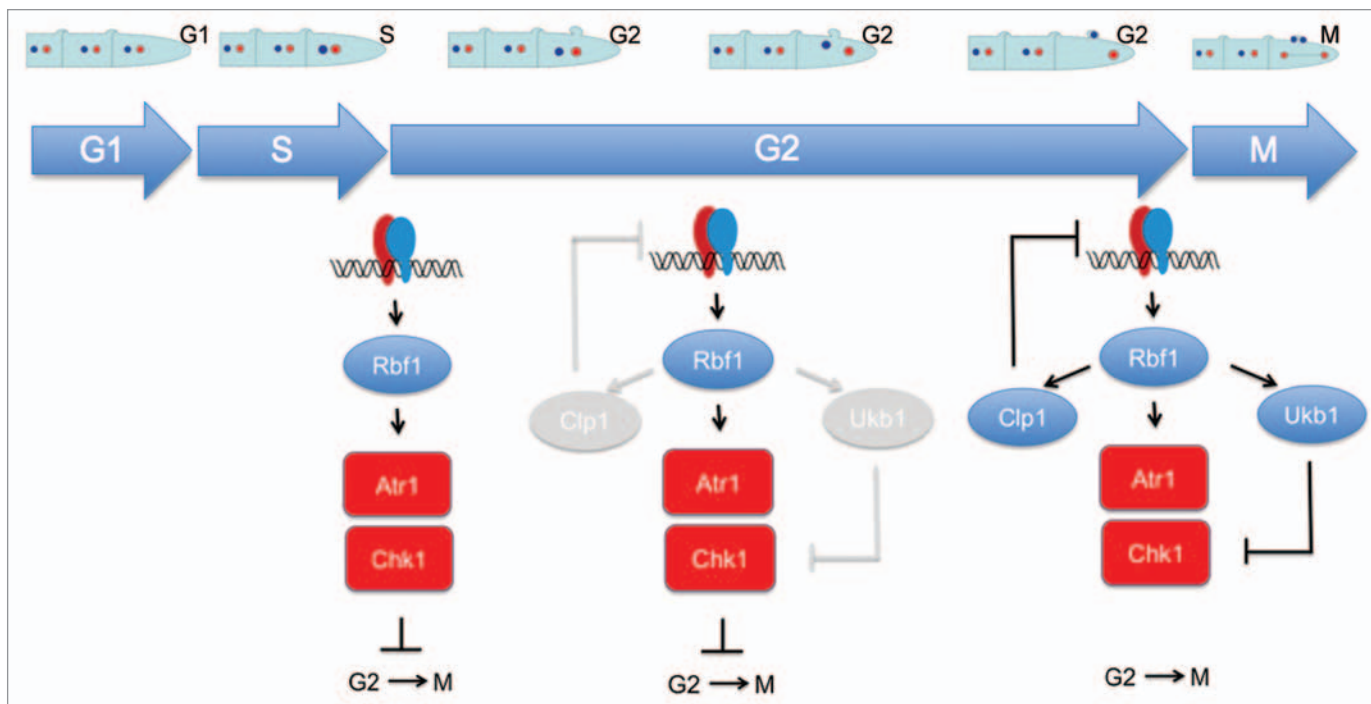 G1 S G2 G2 G2 M
G1 S G2 M
Rbf1 Rbf1 Rbf1
Clp1 Ukb1 Clp1 Ukb1
Atr1 Atr1 Atr1
Chk1 Chk1 Chk1
G2 → M G2 → M G2 → M